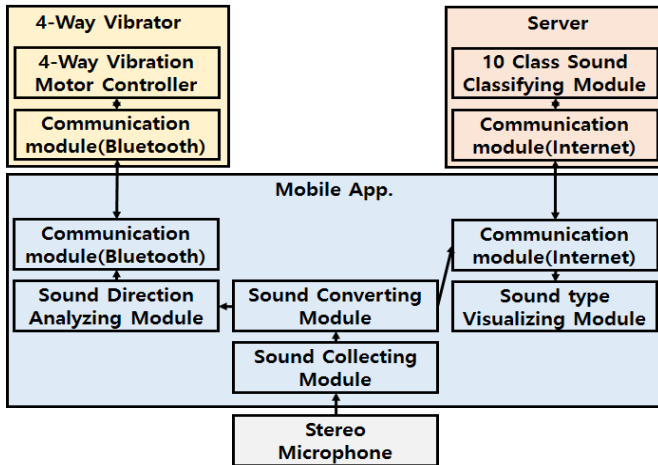 4-Way Vibrator
4-Way Vibration
Motor Controller
Communication
module(Bluetooth)
Server
10 Class Sound
Classifying Module
Communication
module(Internet)
Mobile App.
Communication
module(Bluetooth)
Sound Direction
Analyzing Module
Sound Converting
Module
Sound Collecting
Module
Communication
module(Internet)
Sound type
Visualizing Module
Stereo
Microphone